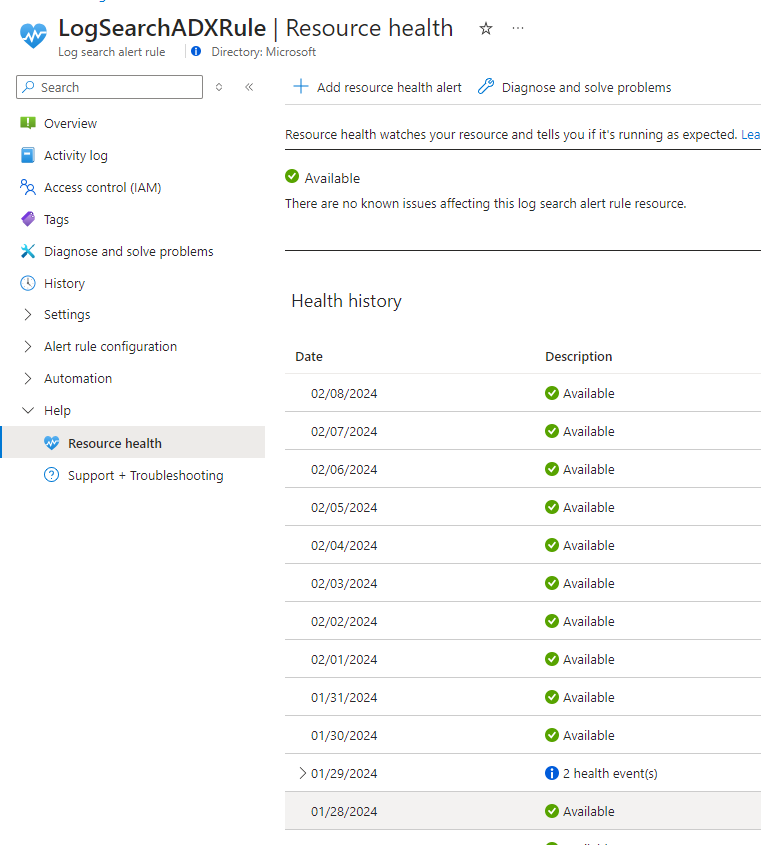 LogSearchADXRule | Resource health
Log search alert rule
Directory: Microsoft
Search
Overview
Activity log
Access control (IAM)
Tags
Diagnose and solve problems
History
Settings
Alert rule configuration
Automation
Help
Resource health
Support + Troubleshooting
Add resource health alert
Diagnose and solve problems
Resource health watches your resource and tells you if it's running as expected. Lea
Available
There are no known issues affecting this log search alert rule resource.
Health history
Date Description
02/08/2024 Available
02/07/2024 Available
02/06/2024 Available
02/05/2024 Available
02/04/2024 Available
02/03/2024 Available
02/02/2024 Available
02/01/2024 Available
01/31/2024 Available
01/30/2024 Available
01/29/2024 2 health event(s)
01/28/2024 Available